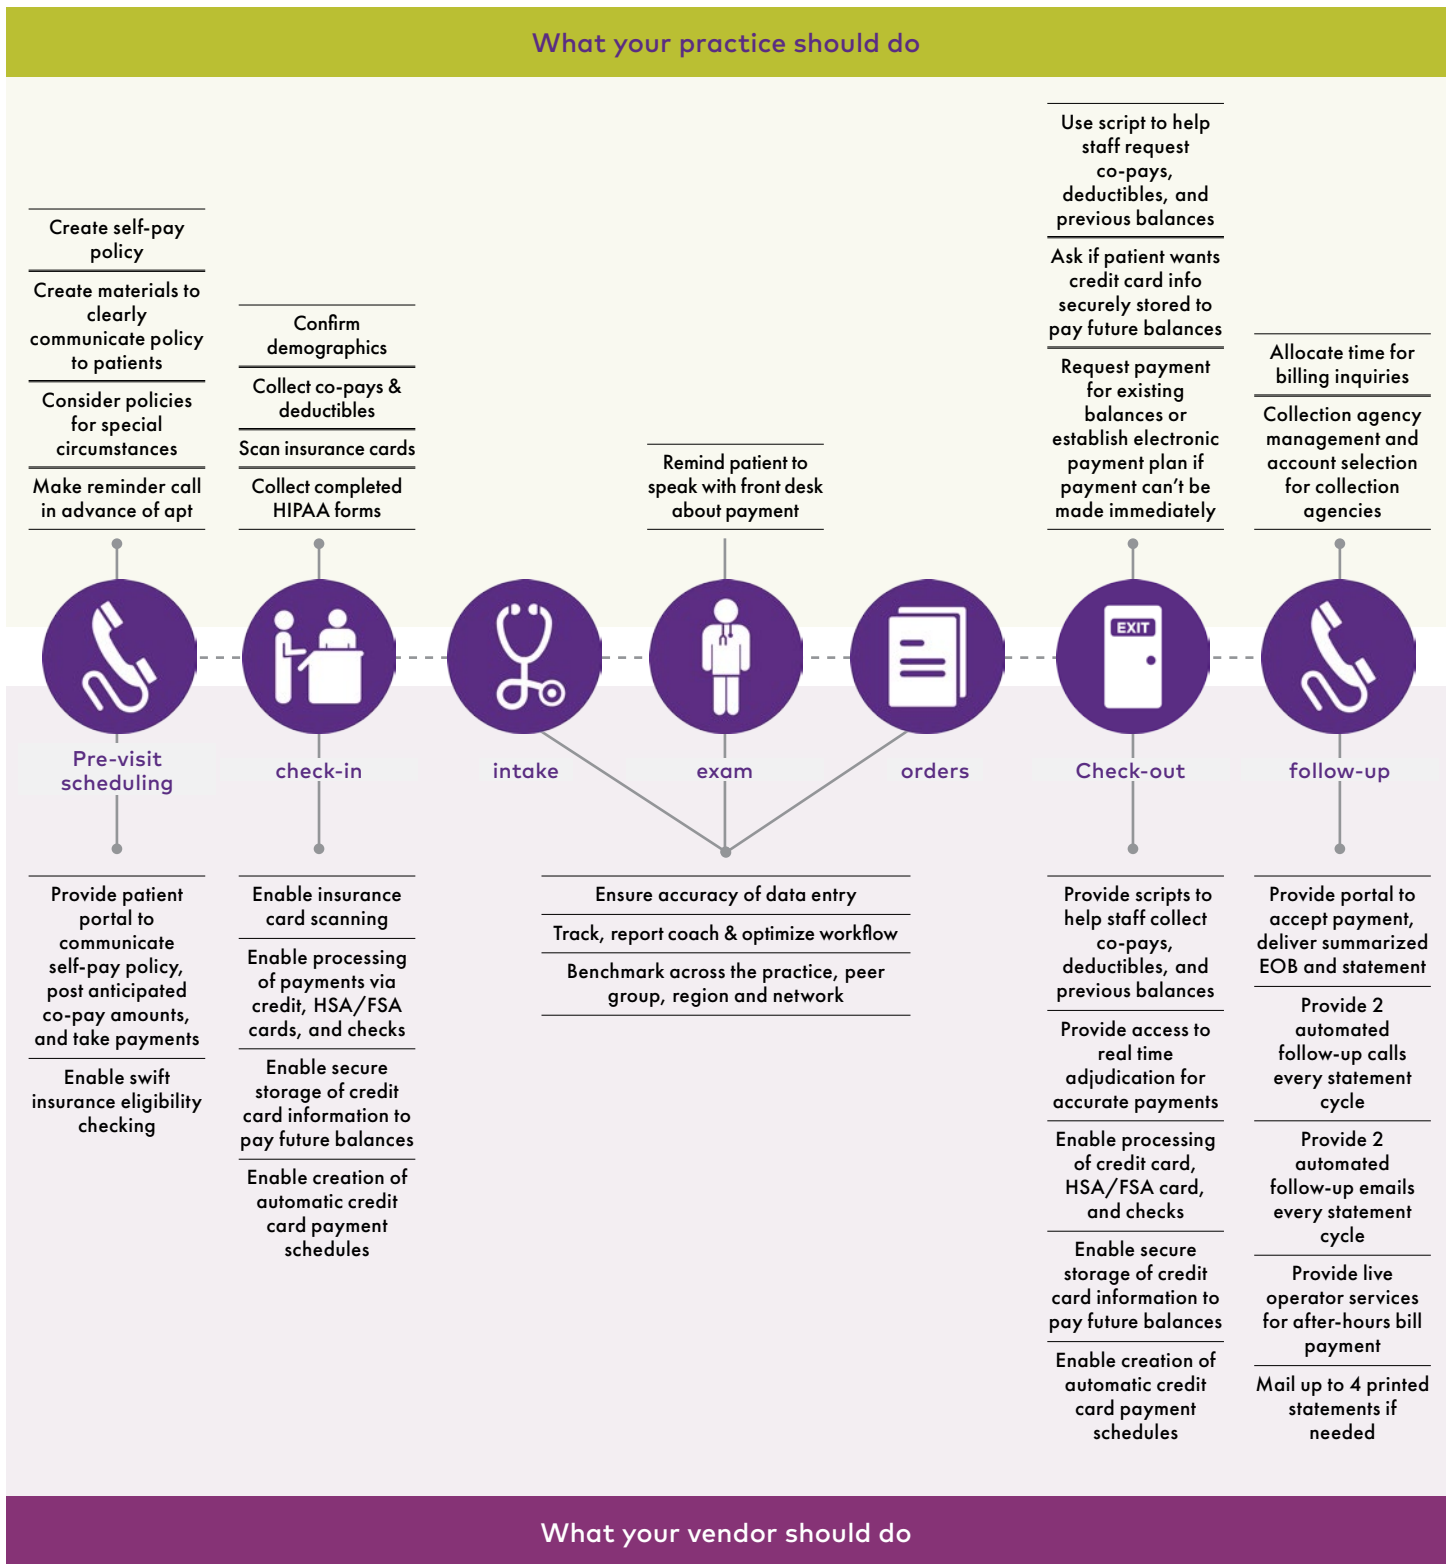 What your practice should do
Create self-pay
policy
Create materials to
clearly
communicate policy
to patients
Consider policies
for special
circumstances
Make reminder call
in advance of apt
Confirm
demographics
Collect co-pays &
deductibles
Scan insurance cards
Collect completed
HIPAA forms
Remind patient to
speak with front desk
about payment
Use script to help
staff request
co-pays,
deductibles, and
previous balances
Ask if patient wants
credit card info
securely stored to
pay future balances
Request payment
for existing
balances or
establish electronic
payment plan if
payment can't be
made immediately
Allocate time for
billing inquiries
Collection agency
management and
account selection
for collection
agencies
EXIT
Pre-visit
scheduling
check-in
intake
exam
orders
Check-out
follow-up
Provide patient
portal to
communicate
self-pay policy,
post anticipated
co-pay amounts,
and take payments
Enable swift
insurance eligibility
checking
Enable insurance
card scanning
Enable processing
of payments via
credit, HSA/FSA
cards, and checks
Enable secure
storage of credit
card information to
pay future balances
Enable creation of
automatic credit
card payment
schedules
Ensure accuracy of data entry
Track, report coach & optimize workflow
Benchmark across the practice, peer
group, region and network
Provide scripts to
help staff collect
co-pays,
deductibles, and
previous balances
Provide access to
real time
adjudication for
accurate payments
Enable processing
of credit card,
HSA/FSA card,
and checks
Enable secure
storage of credit
card information to
pay future balances
Enable creation of
automatic credit
card payment
schedules
Provide portal to
accept payment,
deliver summarized
EOB and statement
Provide 2
automated
follow-up calls
every statement
cycle
Provide 2
automated
follow-up emails
every statement
cycle
Provide live
operator services
for after-hours bill
payment
Mail up to 4 printed
statements if
needed
What your vendor should do